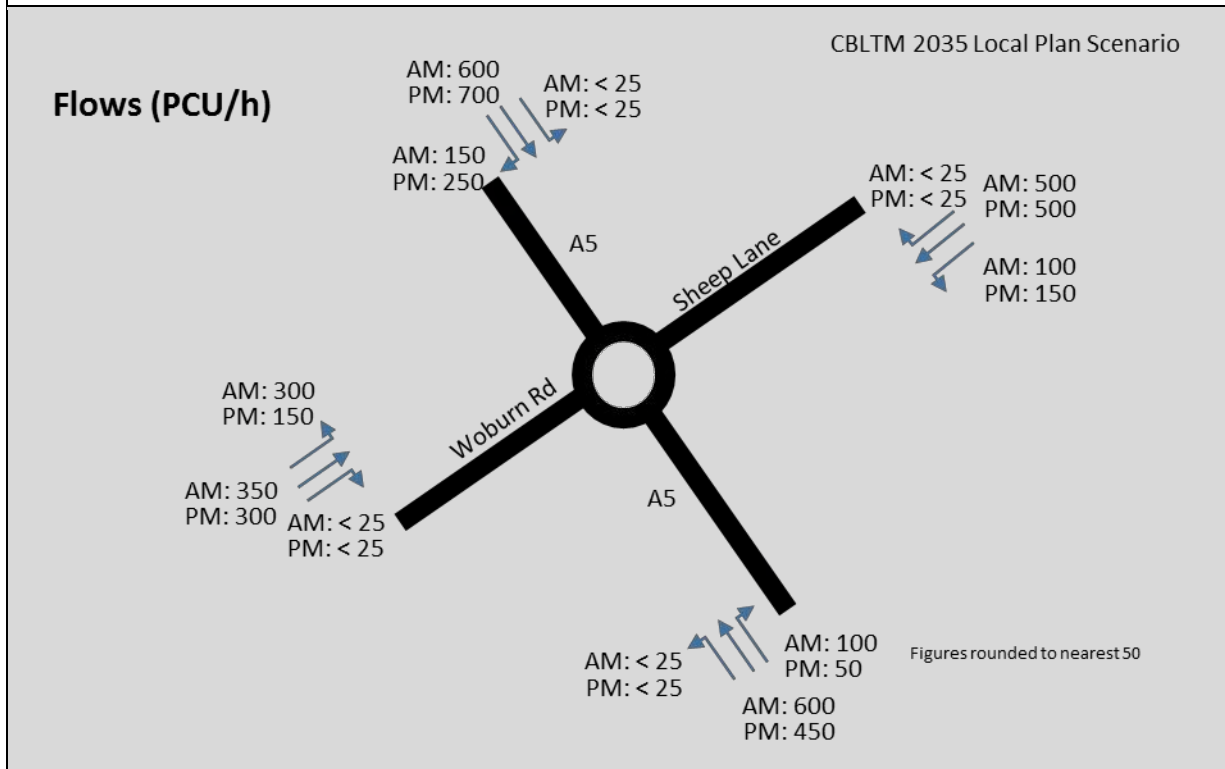 CBLTM 2035 Local Plan Scenario
Flows (PCU/h)
AM: 600
PM: 700
AM: < 25
PM: < 25
AM: 150
PM: 250
A5
AM: < 25
PM: < 25
AM: 500
PM: 500
AM: 100
PM: 150
Sheep Lane
Woburn Rd
AM: 300
PM: 150
AM: 350
PM: 300
AM: < 25
PM: < 25
A5
AM: < 25
PM: < 25
AM: 100
PM: 50
AM: 600
PM: 450
Figures rounded to nearest 50